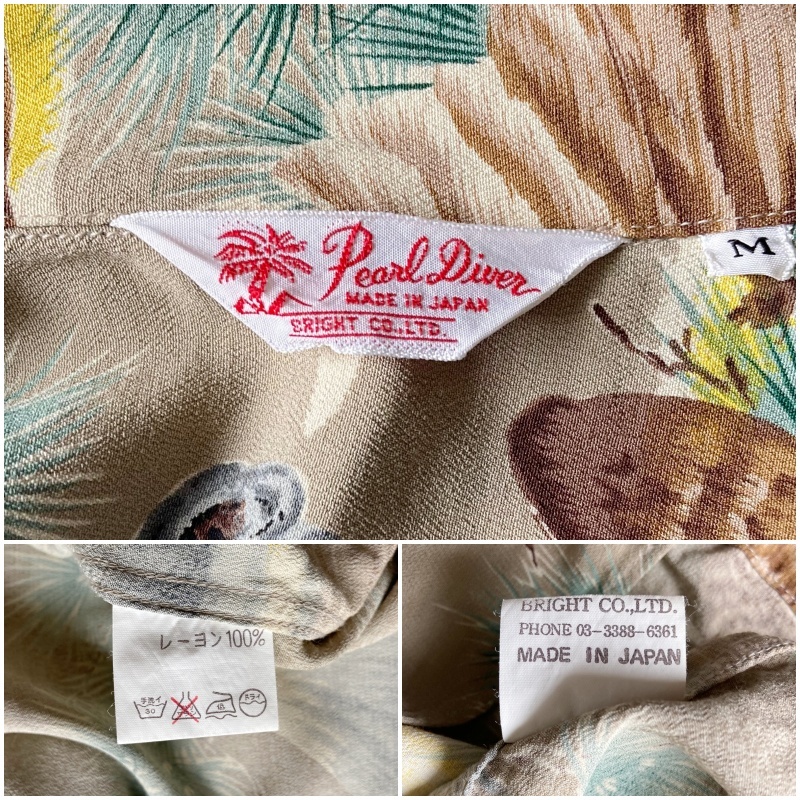 Pearl Diver
MADE IN JAPAN
BRIGHT CO.,LTD.
M
レーヨン100%
手洗イ
30
ドライ
BRIGHT CO.,LTD.
PHONE 03-3388-6361
MADE IN JAPAN